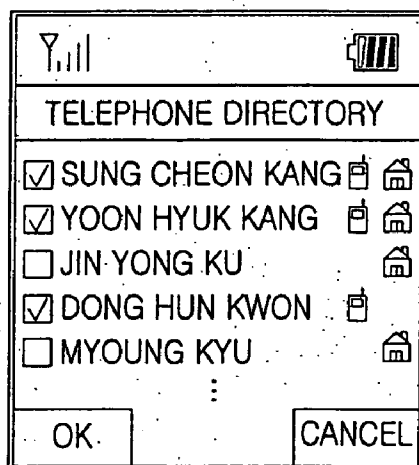 TELEPHONE DIRECTORY
SUNG CHEON KANG
YOON HYUK KANG
JIN YONG KU
DONG HUN KWON
MYOUNG KYU
⋮
OK CANCEL